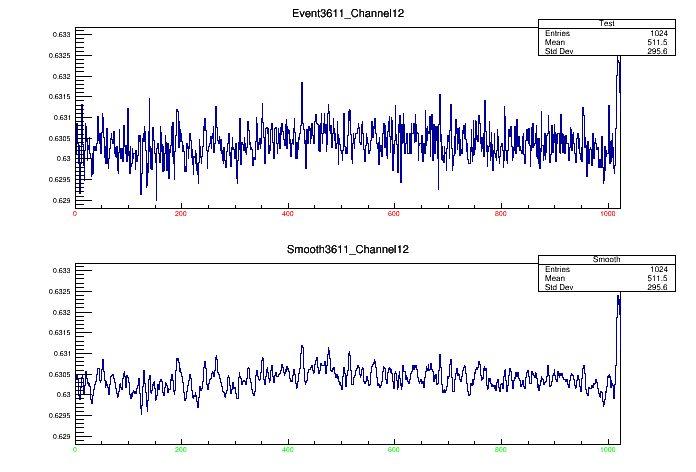 Event3611_Channel12
Test
Entries 1024
Mean 511.5
Std Dev 295.6
0.633
0.6325
0.632
0.6315
0.631
0.6305
0.63
0.6295
0.629
0 200 400 600 800 1000
Smooth3611_Channel12
Smooth
Entries 1024
Mean 511.5
Std Dev 295.6
0.633
0.6325
0.632
0.6315
0.631
0.6305
0.63
0.6295
0.629
0 200 400 600 800 1000